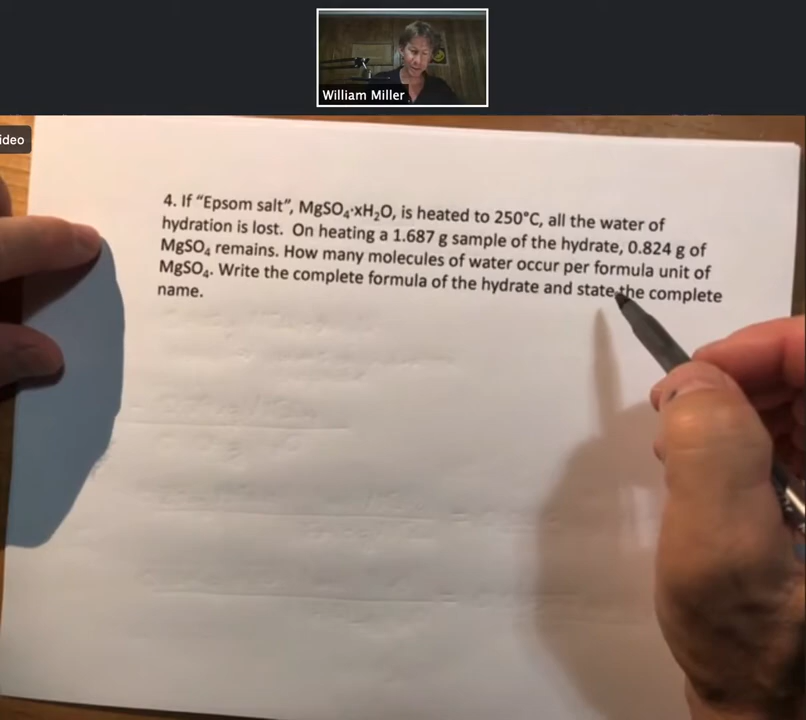 William Miller
ideo
4. If “Epsom salt”, MgSO₄·xH₂O, is heated to 250°C, all the water of
hydration is lost. On heating a 1.687 g sample of the hydrate, 0.824 g of
MgSO₄ remains. How many molecules of water occur per formula unit of
MgSO₄. Write the complete formula of the hydrate and state the complete
name.